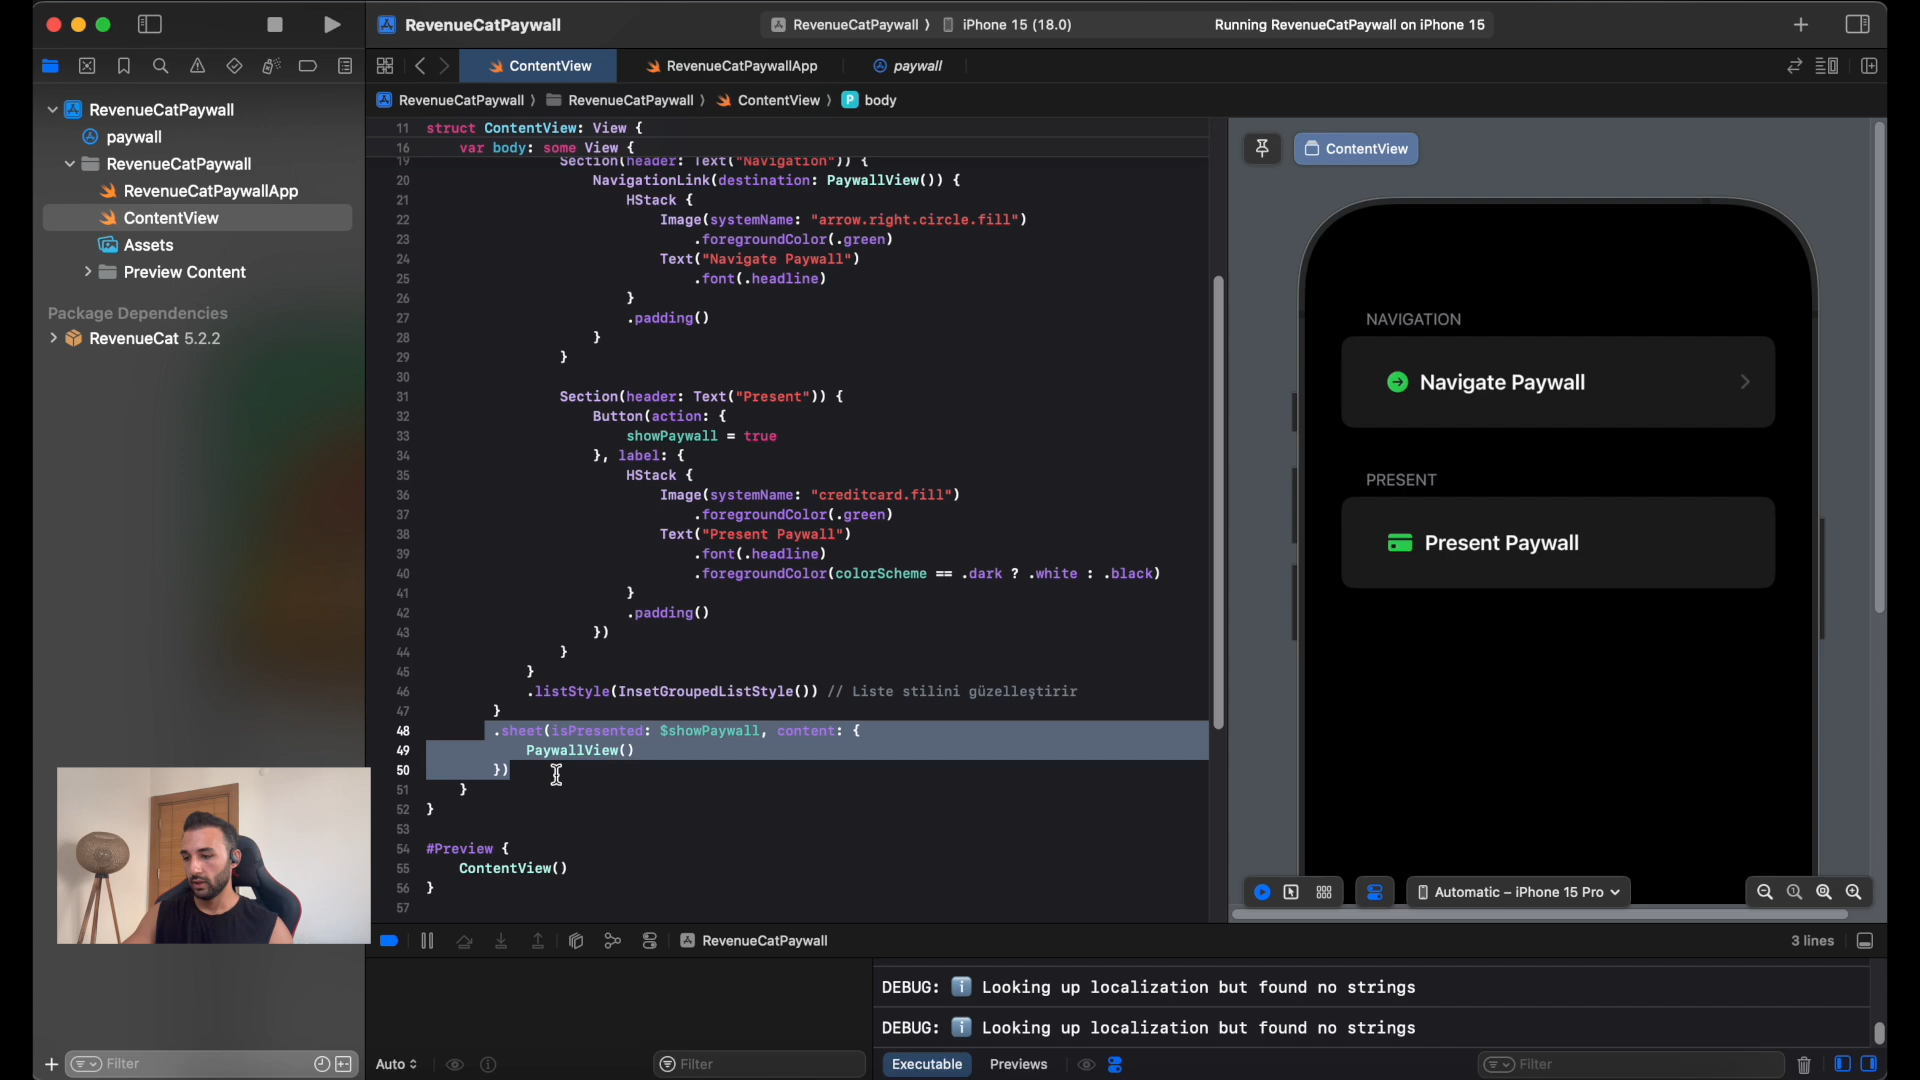 RevenueCatPaywall
RevenueCatPaywall 〉 iPhone 15 (18.0)
Running RevenueCatPaywall on iPhone 15
ContentView
RevenueCatPaywallApp
paywall
RevenueCatPaywall 〉 RevenueCatPaywall 〉 ContentView 〉 P body
RevenueCatPaywall
paywall
RevenueCatPaywall
RevenueCatPaywallApp
ContentView
Assets
Preview Content
Package Dependencies
RevenueCat 5.2.2
11 struct ContentView: View {
16 var body: some View {
19 Section(header: Text("Navigation")) {
20 NavigationLink(destination: PaywallView()) {
21 HStack {
22 Image(systemName: "arrow.right.circle.fill")
23 .foregroundColor(.green)
24 Text("Navigate Paywall")
25 .font(.headline)
26 }
27 .padding()
28 }
29 }
30
31 Section(header: Text("Present")) {
32 Button(action: {
33 showPaywall = true
34 }, label: {
35 HStack {
36 Image(systemName: "creditcard.fill")
37 .foregroundColor(.green)
38 Text("Present Paywall")
39 .font(.headline)
40 .foregroundColor(colorScheme == .dark ? .white : .black)
41 }
42 .padding()
43 })
44 }
45 }
46 .listStyle(InsetGroupedListStyle()) // Liste stilini güzelleştirir
47 }
48 .sheet(isPresented: $showPaywall, content: {
49 PaywallView()
50 })
51 }
52 }
53
54 #Preview {
55 ContentView()
56 }
57
ContentView
NAVIGATION
Navigate Paywall
PRESENT
Present Paywall
Automatic – iPhone 15 Pro
RevenueCatPaywall
3 lines
DEBUG: ℹ️ Looking up localization but found no strings
DEBUG: ℹ️ Looking up localization but found no strings
Filter
Auto
Filter
Executable
Previews
Filter